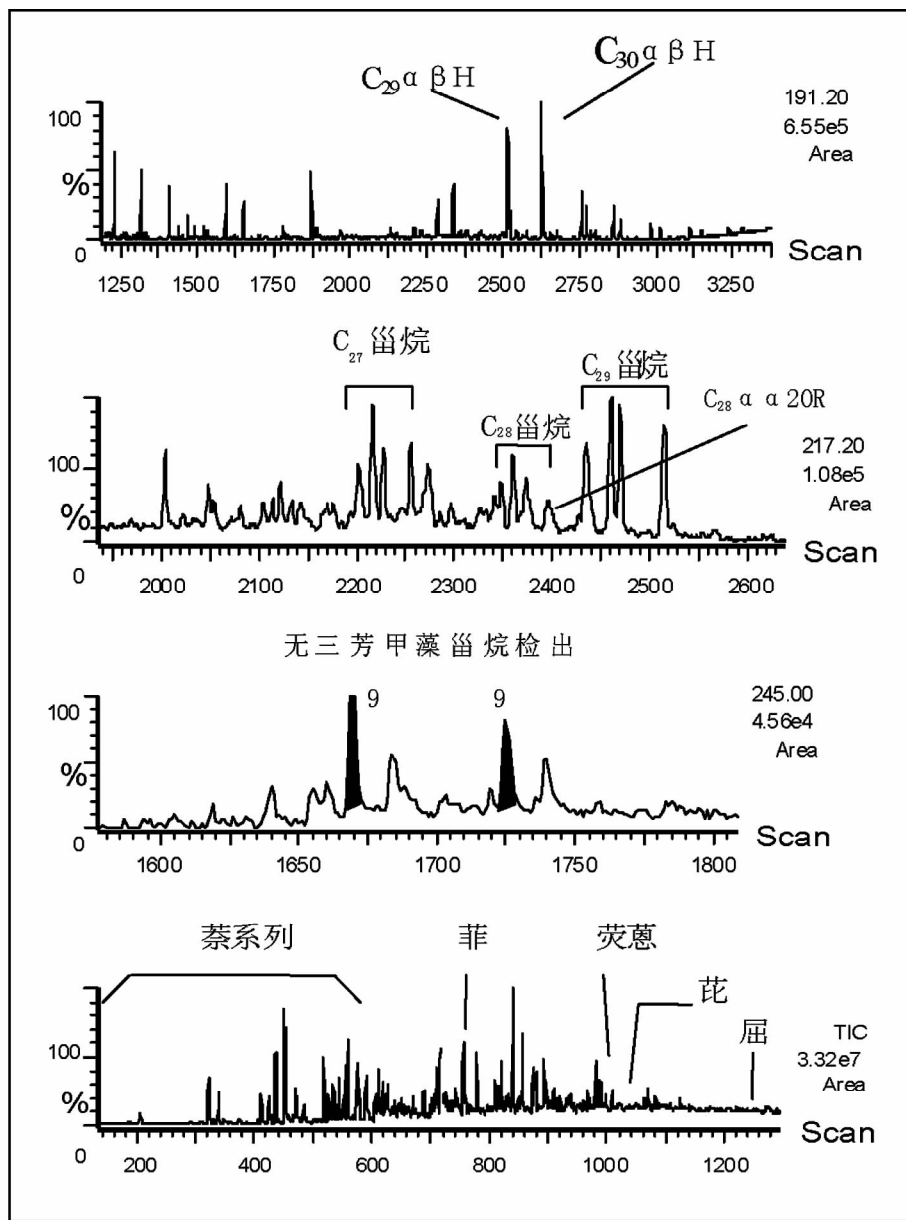 C29αβH
C30αβH
191.20
6.55e5
Area
100
%
0
Scan
1250 1500 1750 2000 2250 2500 2750 3000 3250
C27甾烷
C28甾烷
C29甾烷
C28αα20R
217.20
1.08e5
Area
100
%
0
Scan
2000 2100 2200 2300 2400 2500 2600
无三芳甲藻甾烷检出
9 9
245.00
4.56e4
Area
100
%
0
Scan
1600 1650 1700 1750 1800
萘系列
菲
荧蒽
芘
屈
TIC
3.32e7
Area
100
%
0
Scan
200 400 600 800 1000 1200